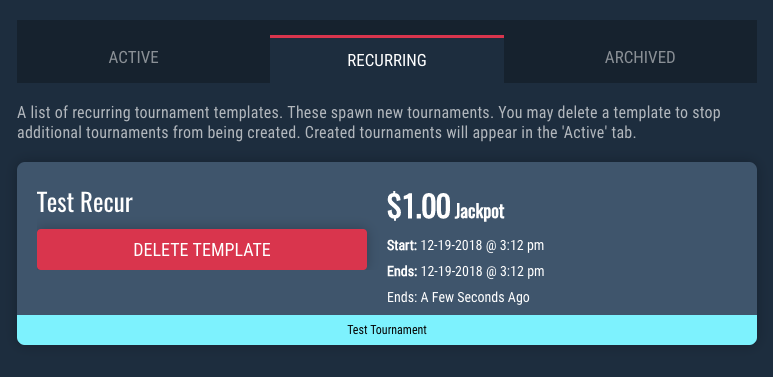 ACTIVE
RECURRING
ARCHIVED
A list of recurring tournament templates. These spawn new tournaments. You may delete a template to stop
additional tournaments from being created. Created tournaments will appear in the 'Active' tab.
Test Recur
DELETE TEMPLATE
$1.00 Jackpot
Start: 12-19-2018 @ 3:12 pm
Ends: 12-19-2018 @ 3:12 pm
Ends: A Few Seconds Ago
Test Tournament